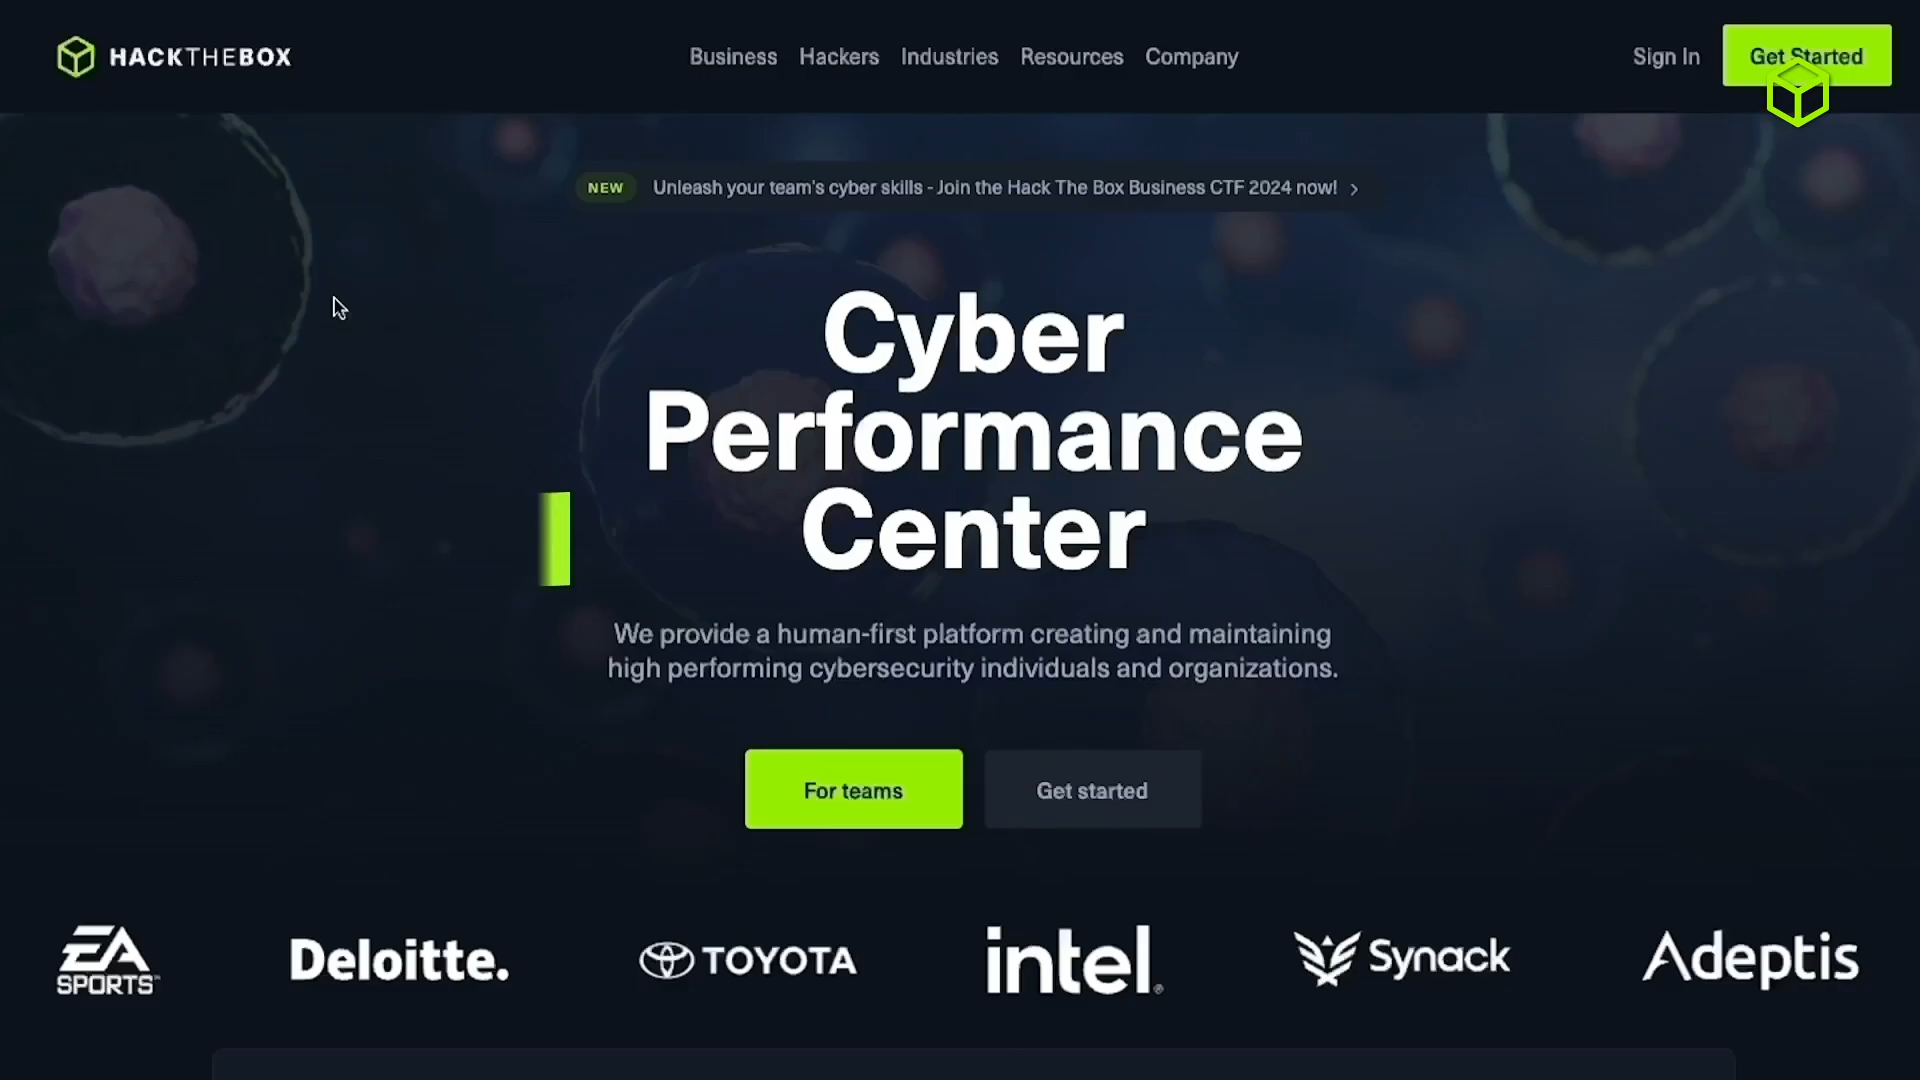 HACKTHEBOX
Business Hackers Industries Resources Company
Sign In
Get Started
NEW Unleash your team's cyber skills - Join the Hack The Box Business CTF 2024 now!
Cyber
Performance
Center
We provide a human-first platform creating and maintaining
high performing cybersecurity individuals and organizations.
For teams
Get started
EA
SPORTS™
Deloitte.
TOYOTA
intel®
Synack
Adeptis